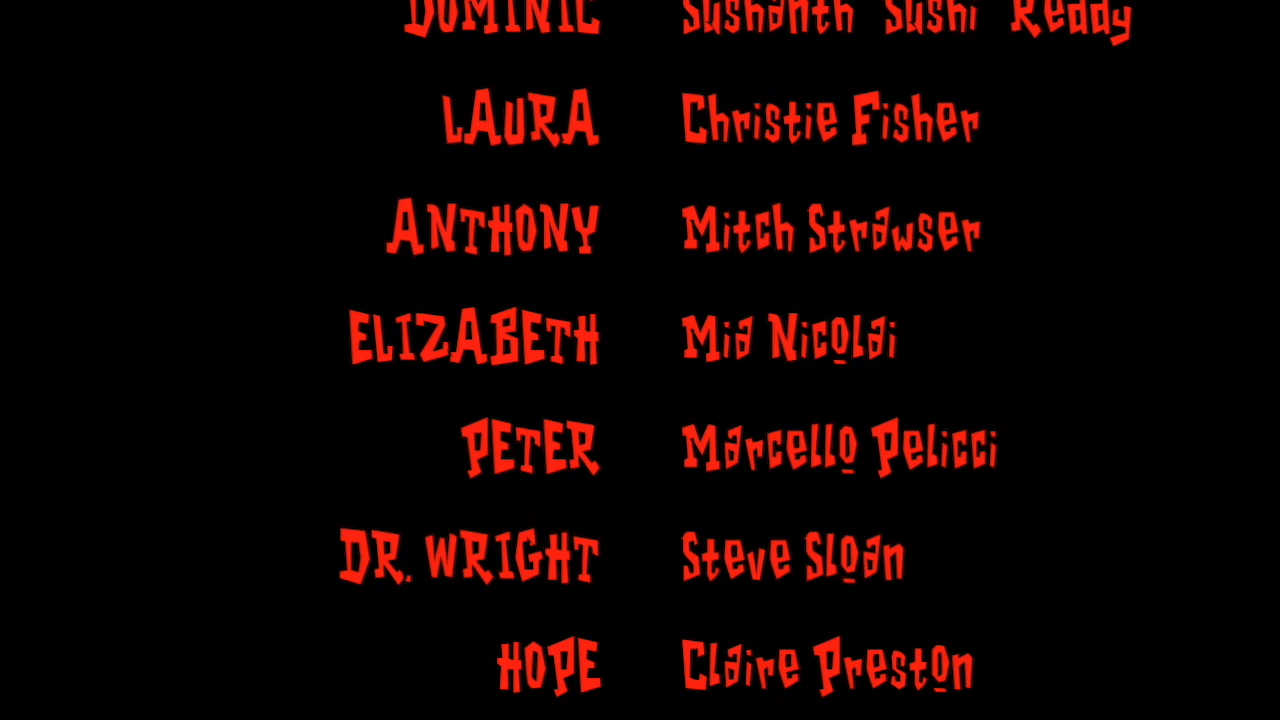 DOMINIC Sushanth "Sushi" Reddy
LAURA Christie Fisher
ANTHONY Mitch Strawser
ELIZABETH Mia Nicolai
PETER Marcello Pelicci
DR. WRIGHT Steve Sloan
HOPE Claire Preston